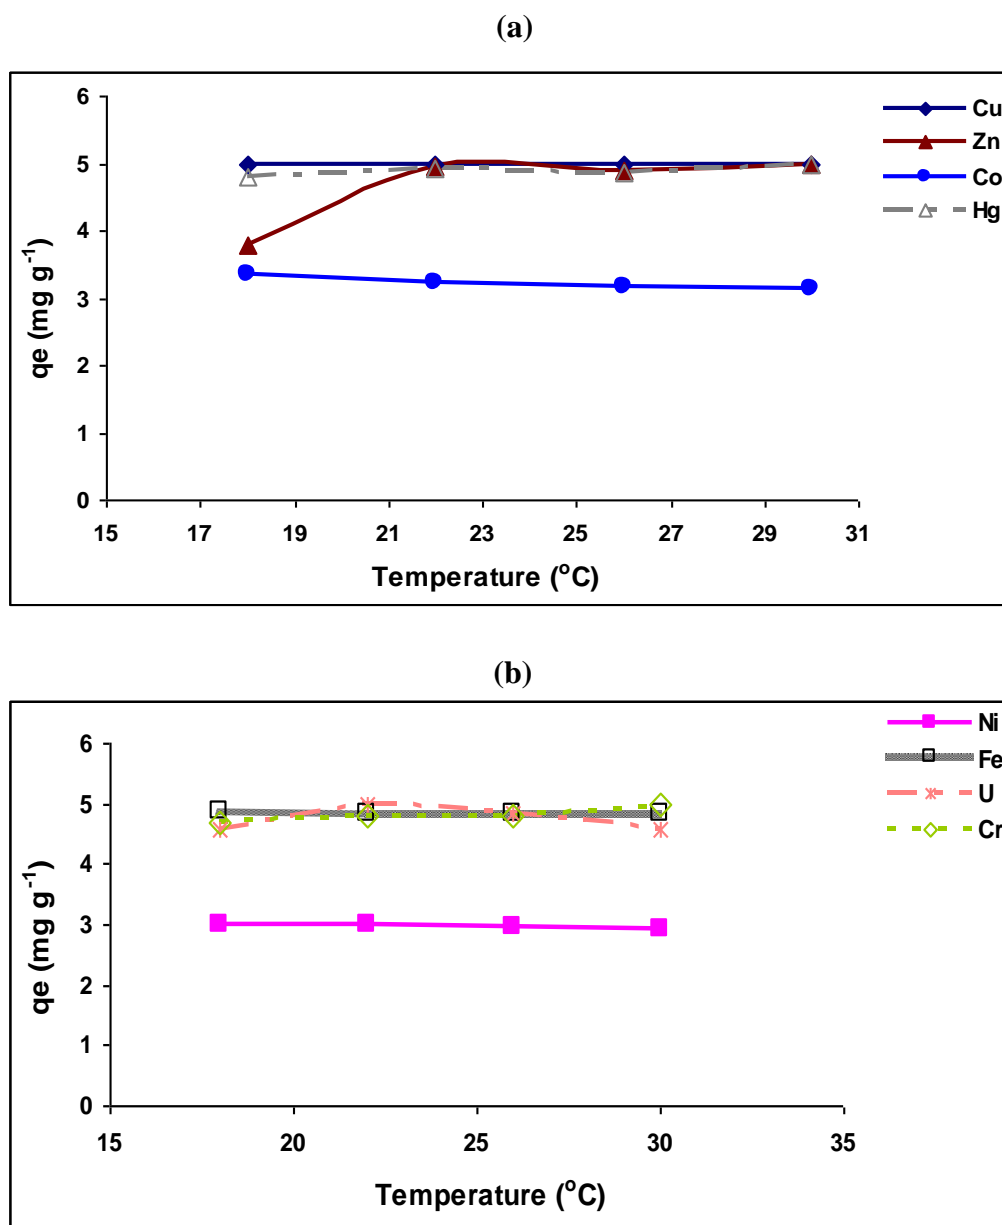 (a)
6
5
4
3
2
1
0
qe (mg g⁻¹)
15 17 19 21 23 25 27 29 31
Temperature (°C)
Cu
Zn
Co
Hg
(b)
6
5
4
3
2
1
0
qe (mg g⁻¹)
15 20 25 30 35
Temperature (°C)
Ni
Fe
U
Cr